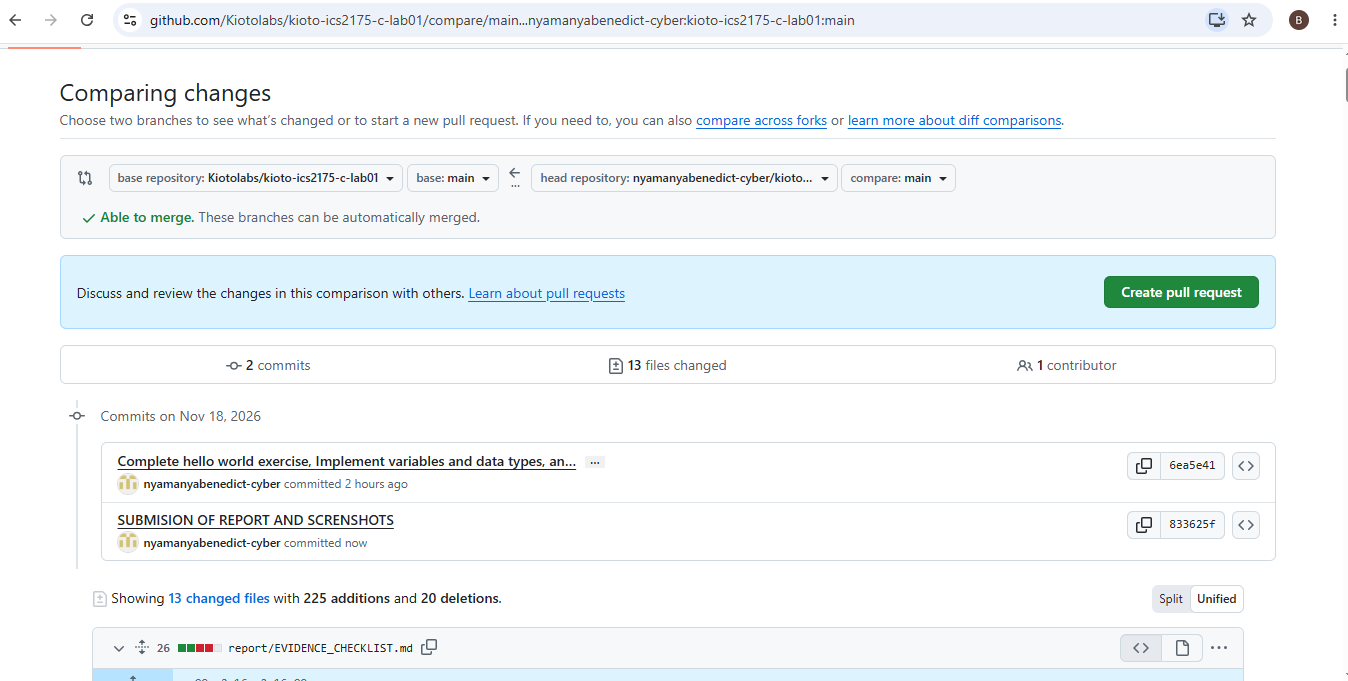 github.com/Kiotolabs/kioto-ics2175-c-lab01/compare/main...nyamanyabenedict-cyber:kioto-ics2175-c-lab01:main
B
Comparing changes
Choose two branches to see what's changed or to start a new pull request. If you need to, you can also compare across forks or learn more about diff comparisons.
base repository: Kiotolabs/kioto-ics2175-c-lab01 base: main ... head repository: nyamanyabenedict-cyber/kioto... compare: main
Able to merge. These branches can be automatically merged.
Discuss and review the changes in this comparison with others. Learn about pull requests Create pull request
2 commits 13 files changed 1 contributor
Commits on Nov 18, 2026
Complete hello world exercise, Implement variables and data types, an... ...
nyamanyabenedict-cyber committed 2 hours ago 6ea5e41
SUBMISION OF REPORT AND SCRENSHOTS
nyamanyabenedict-cyber committed now 833625f
Showing 13 changed files with 225 additions and 20 deletions. Split Unified
26 report/EVIDENCE_CHECKLIST.md